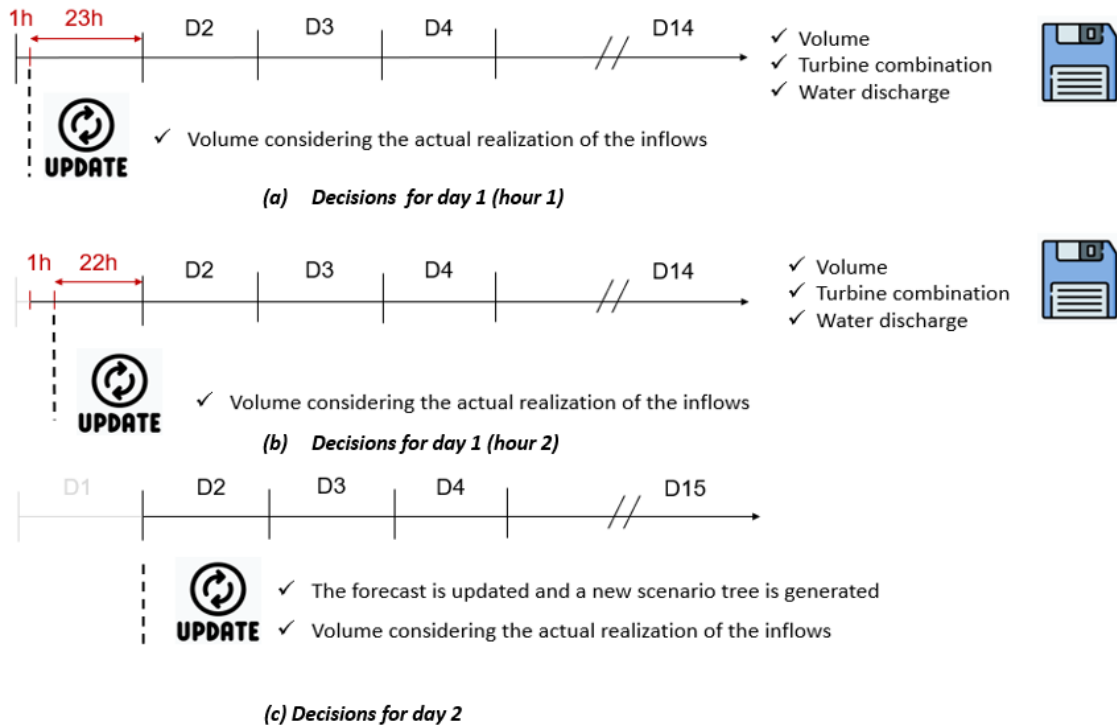 1h 23h D2 D3 D4 D14
✓ Volume
✓ Turbine combination
✓ Water discharge
UPDATE
✓ Volume considering the actual realization of the inflows
(a) Decisions for day 1 (hour 1)
1h 22h D2 D3 D4 D14
✓ Volume
✓ Turbine combination
✓ Water discharge
UPDATE
✓ Volume considering the actual realization of the inflows
(b) Decisions for day 1 (hour 2)
D1 D2 D3 D4 D15
✓ The forecast is updated and a new scenario tree is generated
UPDATE
✓ Volume considering the actual realization of the inflows
(c) Decisions for day 2